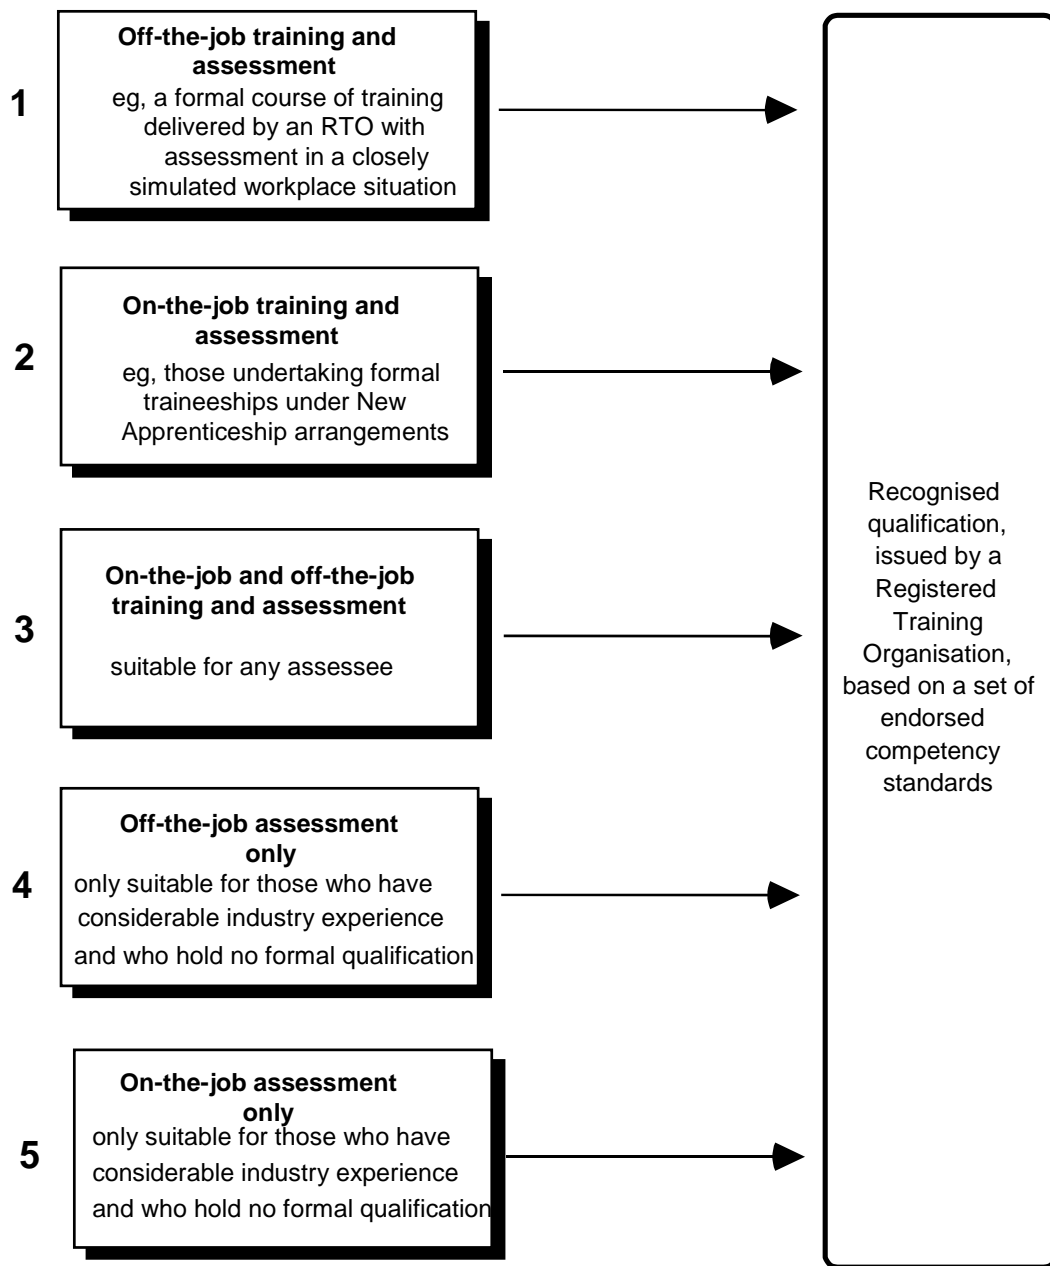 1
Off-the-job training and
assessment
eg, a formal course of training
delivered by an RTO with
assessment in a closely
simulated workplace situation
2
On-the-job training and
assessment
eg, those undertaking formal
traineeships under New
Apprenticeship arrangements
3
On-the-job and off-the-job
training and assessment
suitable for any assessee
4
Off-the-job assessment
only
only suitable for those who have
considerable industry experience
and who hold no formal qualification
5
On-the-job assessment
only
only suitable for those who have
considerable industry experience
and who hold no formal qualification
Recognised
qualification,
issued by a
Registered
Training
Organisation,
based on a set of
endorsed
competency
standards